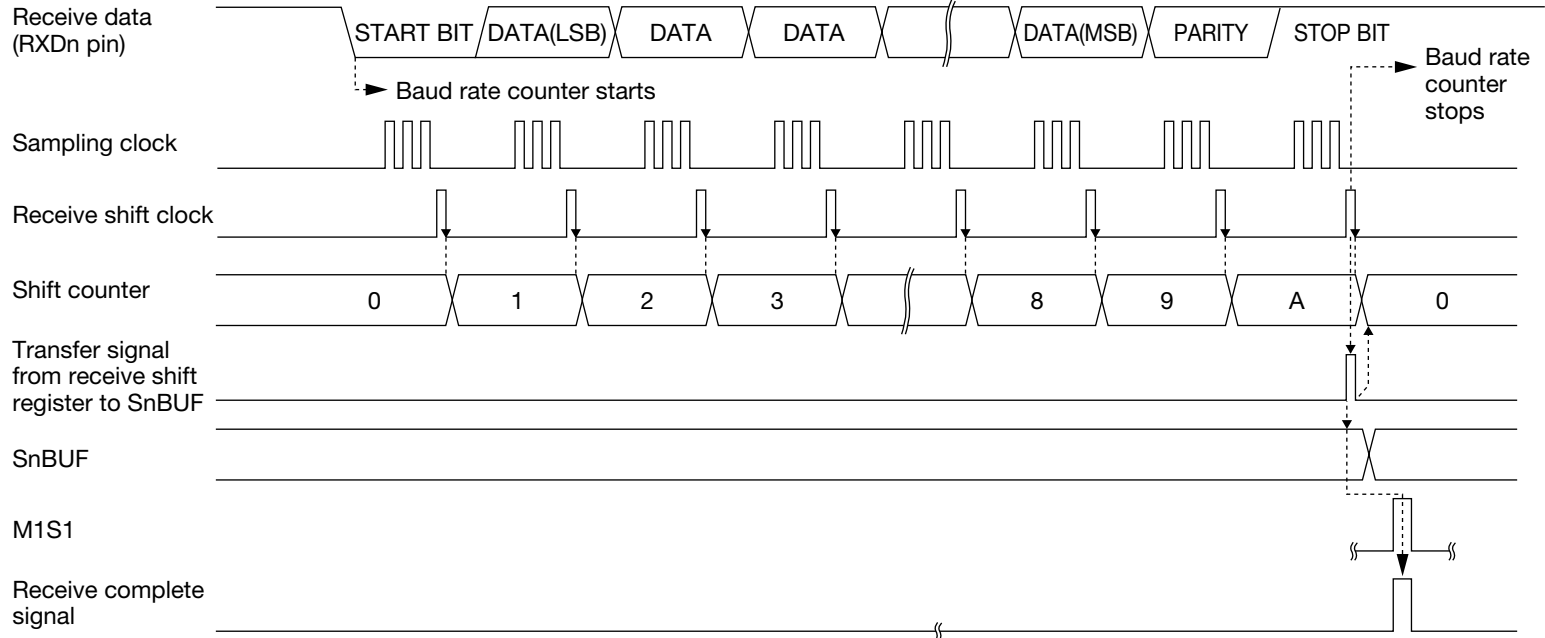 Receive data
(RXDn pin)
START BIT DATA(LSB) DATA DATA DATA(MSB) PARITY STOP BIT
Baud rate counter starts
Baud rate
counter
stops
Sampling clock
Receive shift clock
Shift counter
0 1 2 3 8 9 A 0
Transfer signal
from receive shift
register to SnBUF
SnBUF
M1S1
Receive complete
signal